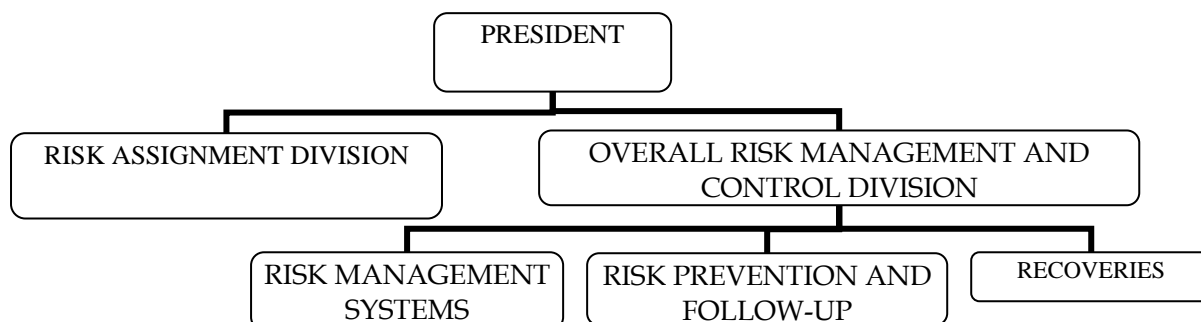 PRESIDENT
RISK ASSIGNMENT DIVISION
OVERALL RISK MANAGEMENT AND
CONTROL DIVISION
RISK MANAGEMENT
SYSTEMS
RISK PREVENTION AND
FOLLOW-UP
RECOVERIES